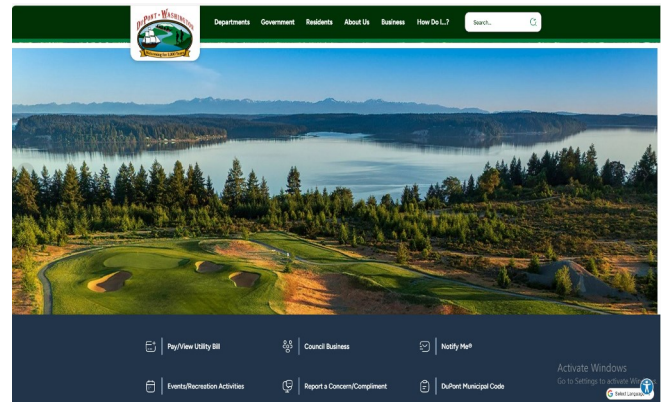 DuPont • Washington
Departments Government Residents About Us Business How Do I...? Search...
Pay/View Utility Bill Council Business Notify Me®
Activate Windows
Go to Settings to activate Windows
Events/Recreation Activities Report a Concern/Compliment DuPont Municipal Code
Select Language